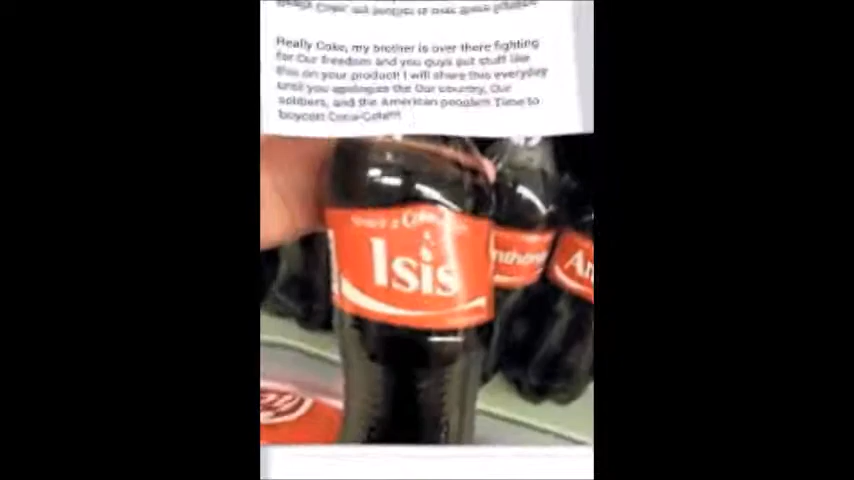 Really Coke, my brother is over there fighting
for Our freedom and you guys put stuff like
this on your product! I will share this everyday
until you apologize the Our country, Our
soldiers, and the American peoples Time to
boycott Coca-Cola!!!!
Share a Coke
Isis